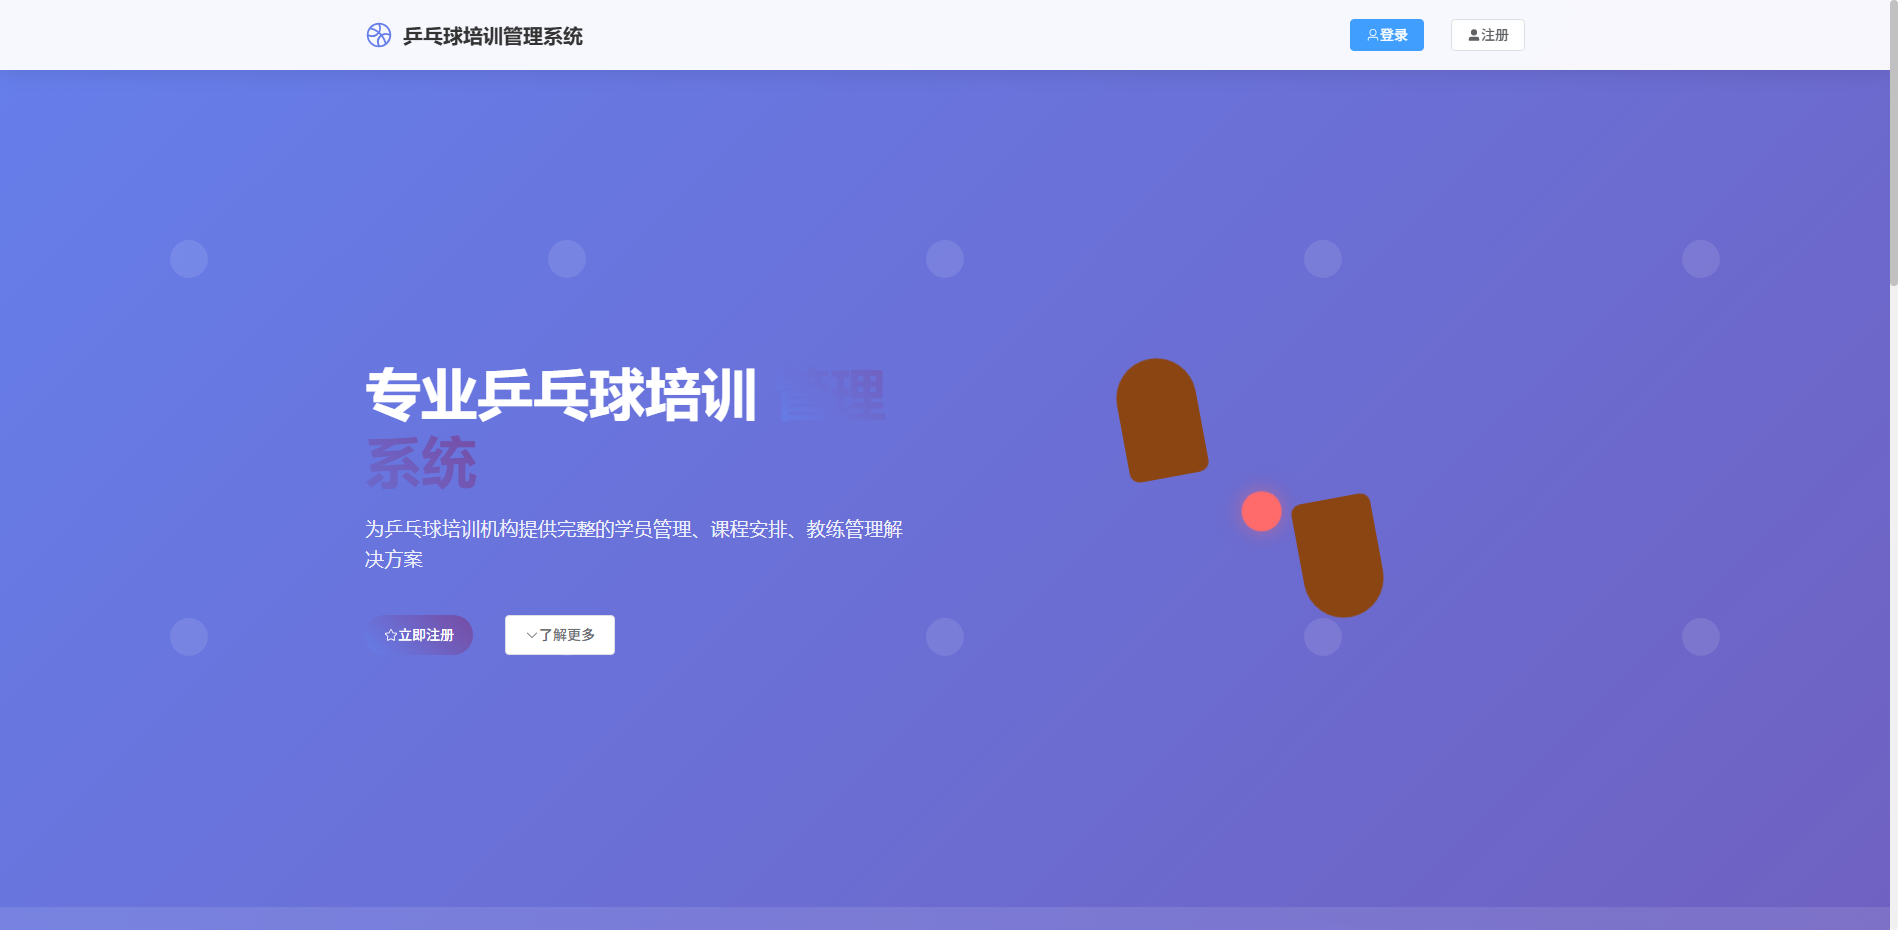 乒乓球培训管理系统
登录
注册
专业乒乓球培训 管理
系统
为乒乓球培训机构提供完整的学员管理、课程安排、教练管理解
决方案
立即注册
了解更多